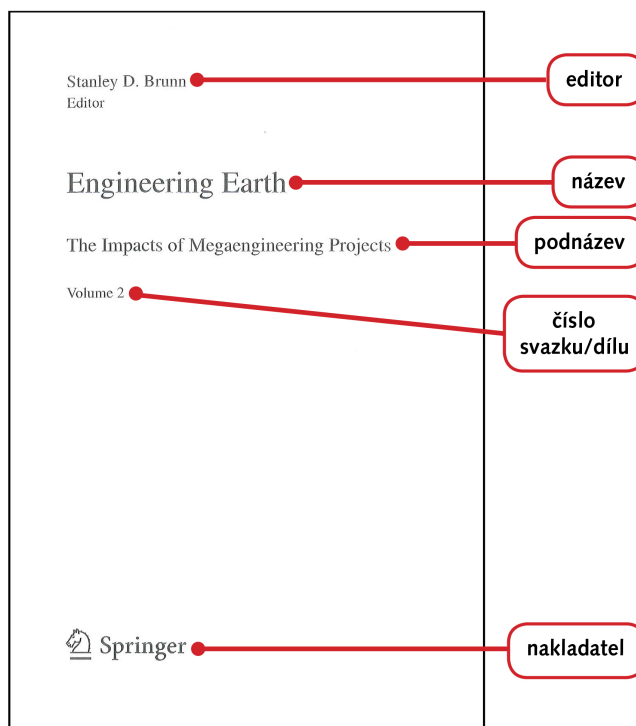 Stanley D. Brunn
Editor
editor
Engineering Earth
název
The Impacts of Megaengineering Projects
podnázev
Volume 2
číslo
svazku/dílu
Springer
nakladatel